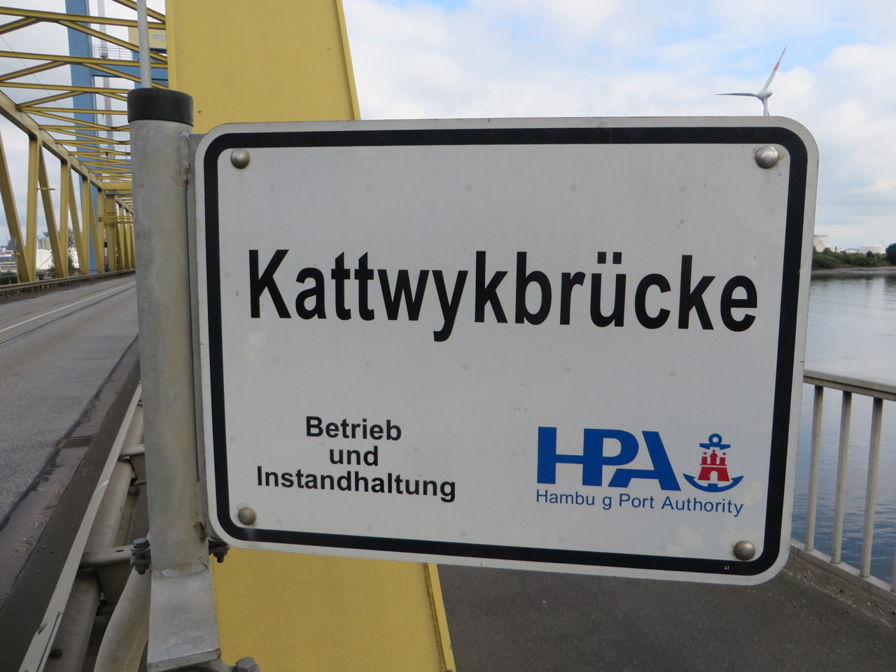 Kattwykbrücke
Betrieb
und
Instandhaltung
HPA
Hambu g Port Authority